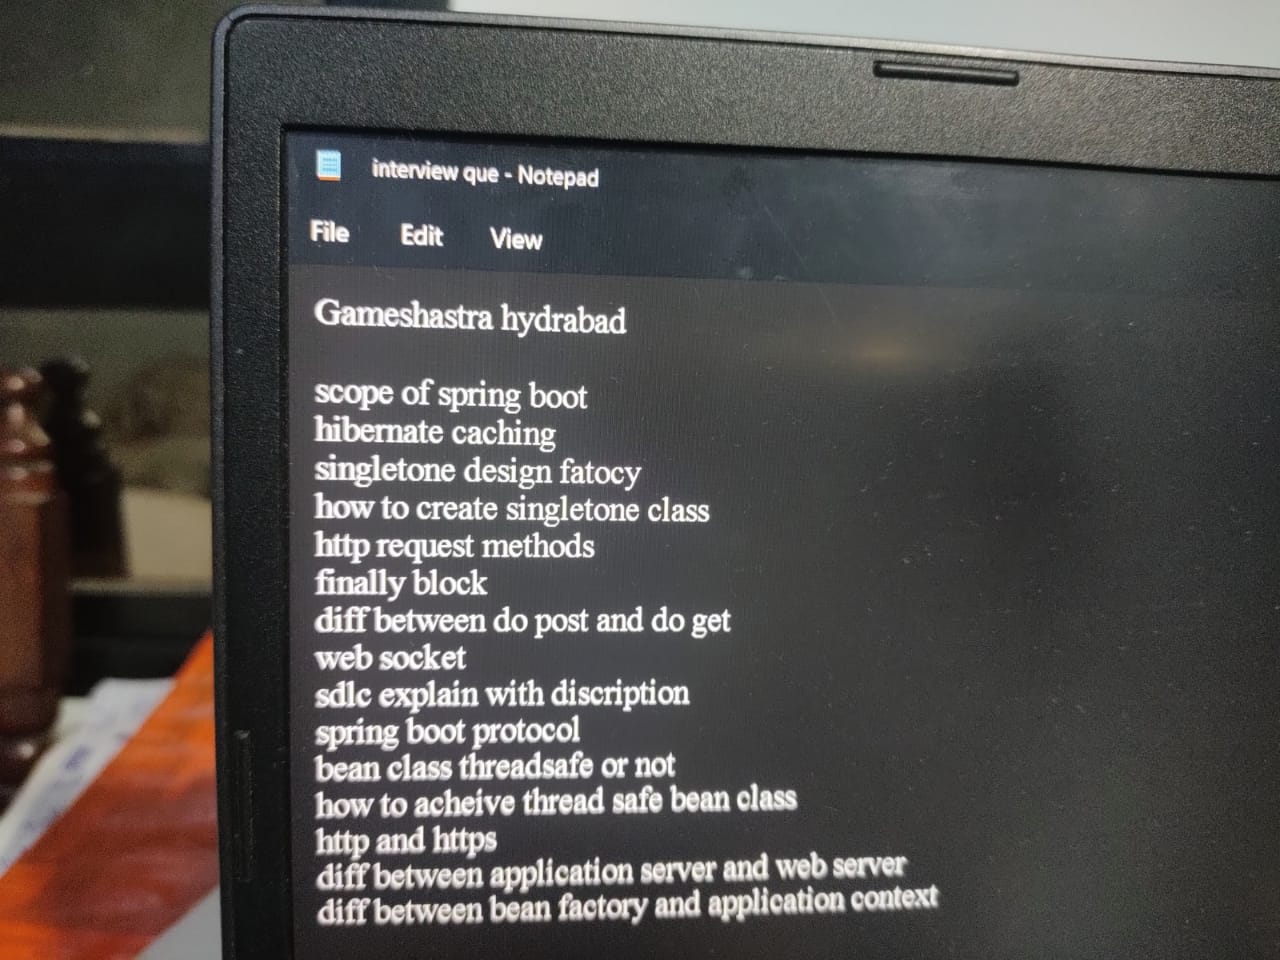 interview que - Notepad
File Edit View
Gameshastra hydrabad
scope of spring boot
hibernate caching
singletone design fatocy
how to create singletone class
http request methods
finally block
diff between do post and do get
web socket
sdlc explain with discription
spring boot protocol
bean class threadsafe or not
how to acheive thread safe bean class
http and https
diff between application server and web server
diff between bean factory and application context